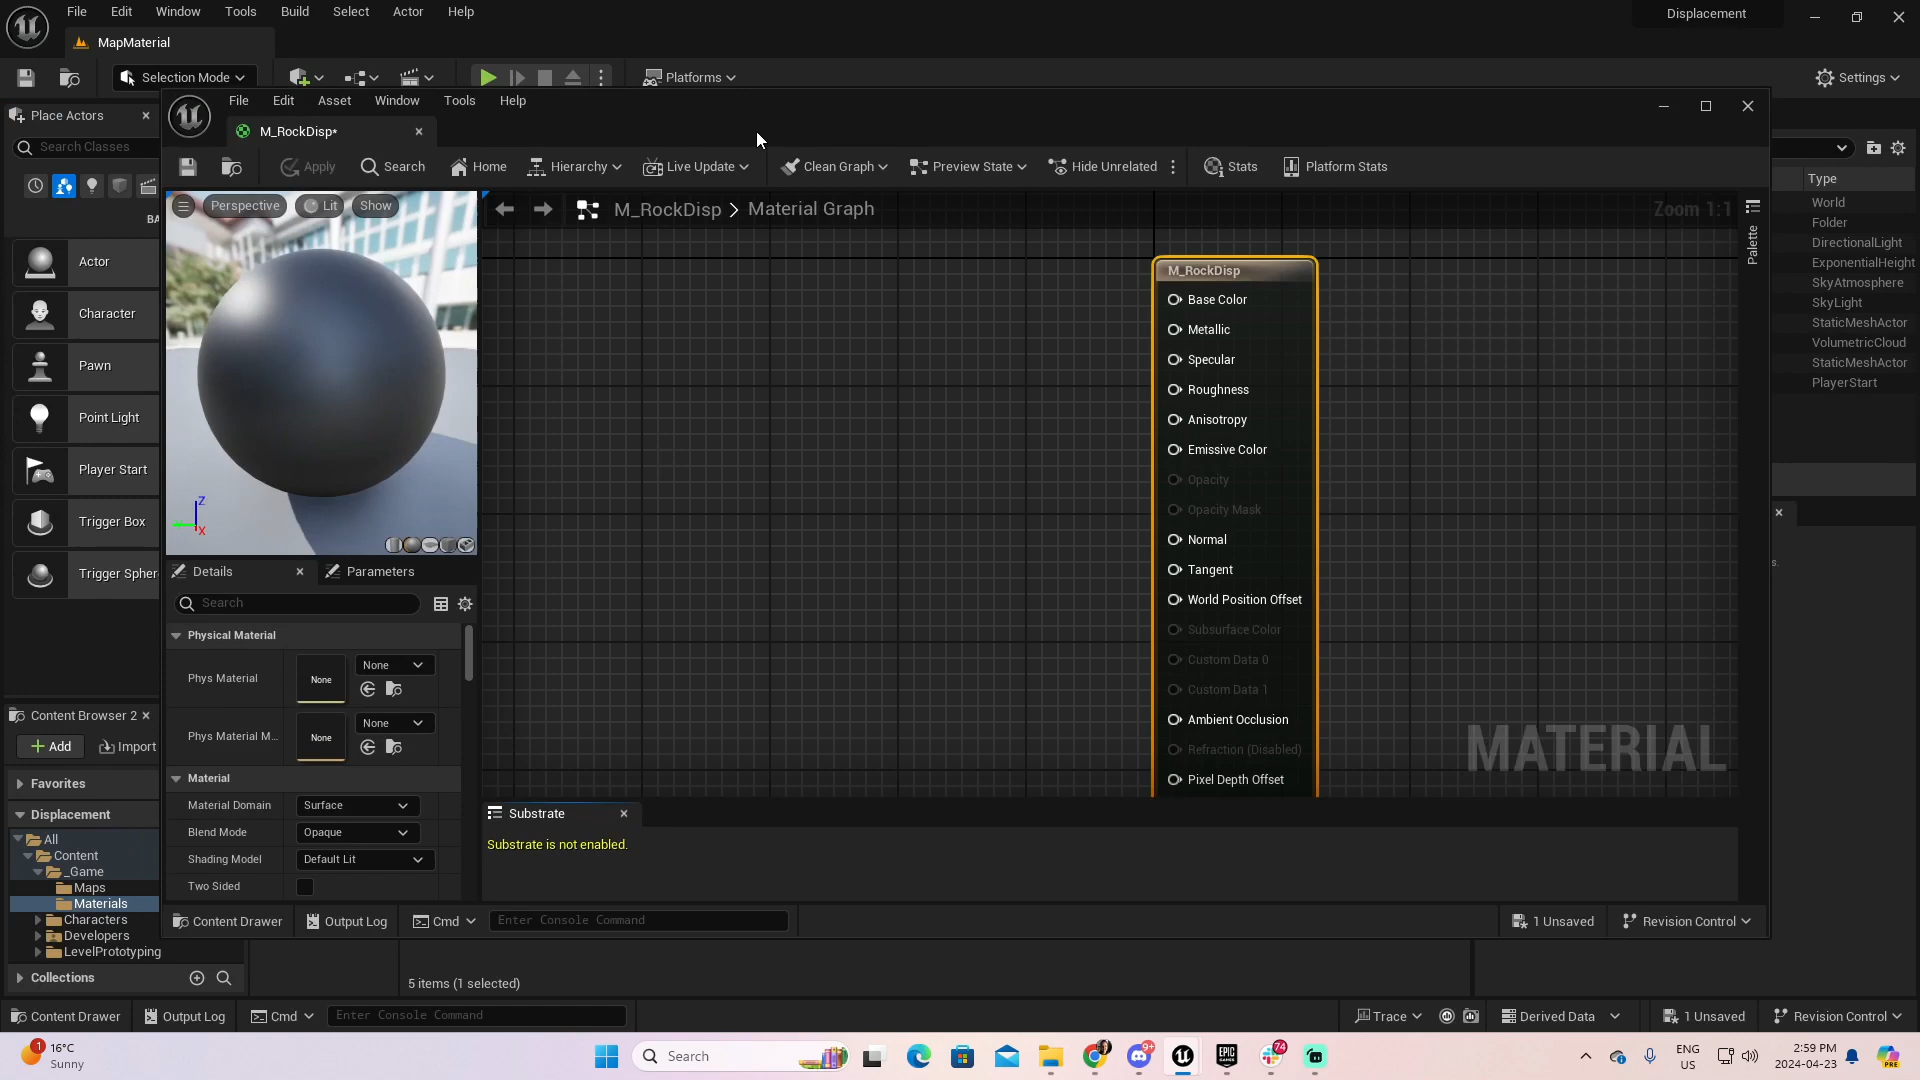 File Edit Window Tools Build Select Actor Help
Displacement
MapMaterial
Selection Mode
Platforms
Settings
Place Actors
File Edit Asset Window Tools Help
M_RockDisp*
Search Classes
Apply Search Home Hierarchy Live Update Clean Graph Preview State Hide Unrelated Stats Platform Stats
Type
World
Folder
DirectionalLight
ExponentialHeight
SkyAtmosphere
SkyLight
StaticMeshActor
VolumetricCloud
StaticMeshActor
PlayerStart
BA
Actor
Character
Pawn
Point Light
Player Start
Trigger Box
Trigger Spher
Perspective Lit Show
Z
X
M_RockDisp > Material Graph
Zoom 1:1
Palette
M_RockDisp
Base Color
Metallic
Specular
Roughness
Anisotropy
Emissive Color
Opacity
Opacity Mask
Normal
Tangent
World Position Offset
Subsurface Color
Custom Data 0
Custom Data 1
Ambient Occlusion
Refraction (Disabled)
Pixel Depth Offset
MATERIAL
s.
Details
Parameters
Search
Physical Material
Phys Material
None
None
Phys Material M...
None
None
Material
Material Domain Surface
Blend Mode Opaque
Shading Model Default Lit
Two Sided
Substrate
Substrate is not enabled.
Content Browser 2
Add Import
Favorites
Displacement
All
Content
_Game
Maps
Materials
Characters
Developers
LevelPrototyping
Collections
Content Drawer Output Log Cmd Enter Console Command
1 Unsaved Revision Control
5 items (1 selected)
Content Drawer Output Log Cmd Enter Console Command
Trace Derived Data 1 Unsaved Revision Control
1
16°C
Sunny
Search
9+
EPIC
GAMES
74
ENG
US
2:59 PM
2024-04-23
PRE